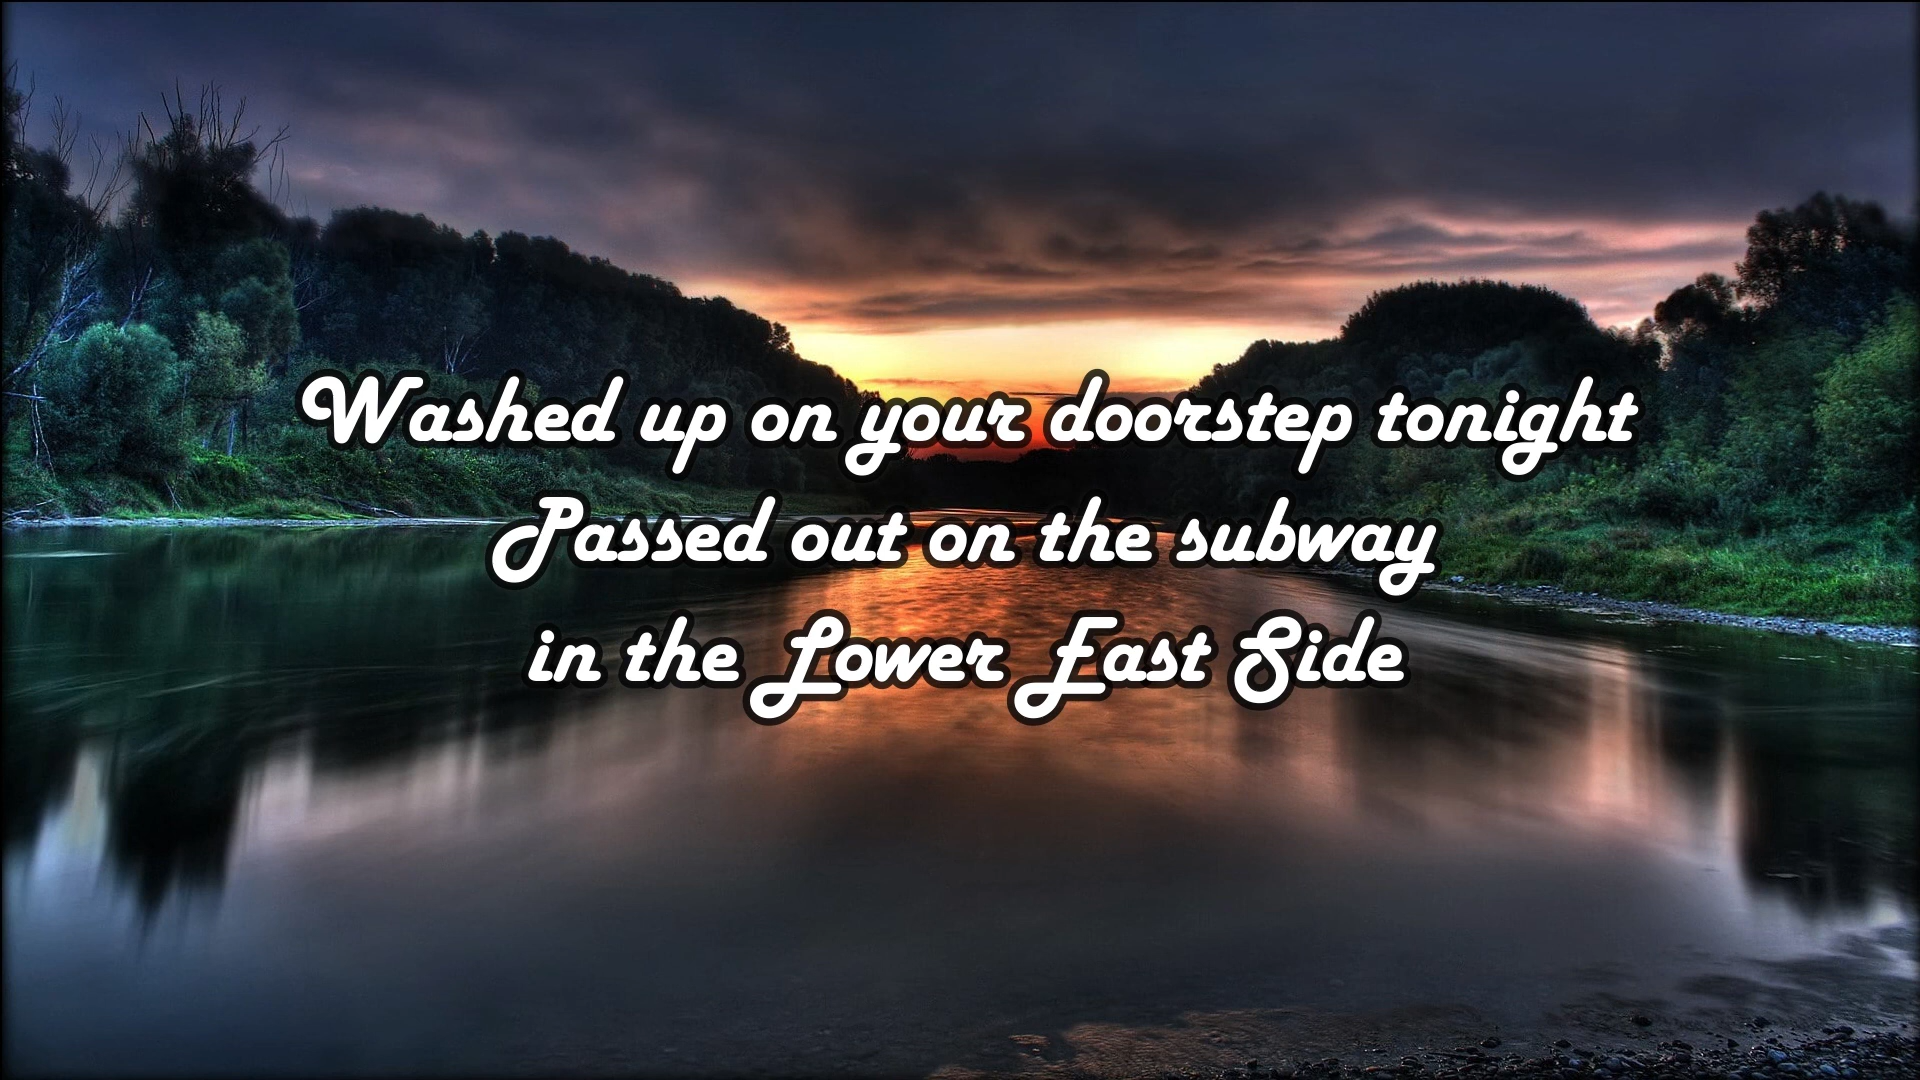 Washed up on your doorstep tonight
Passed out on the subway
in the Lower East Side